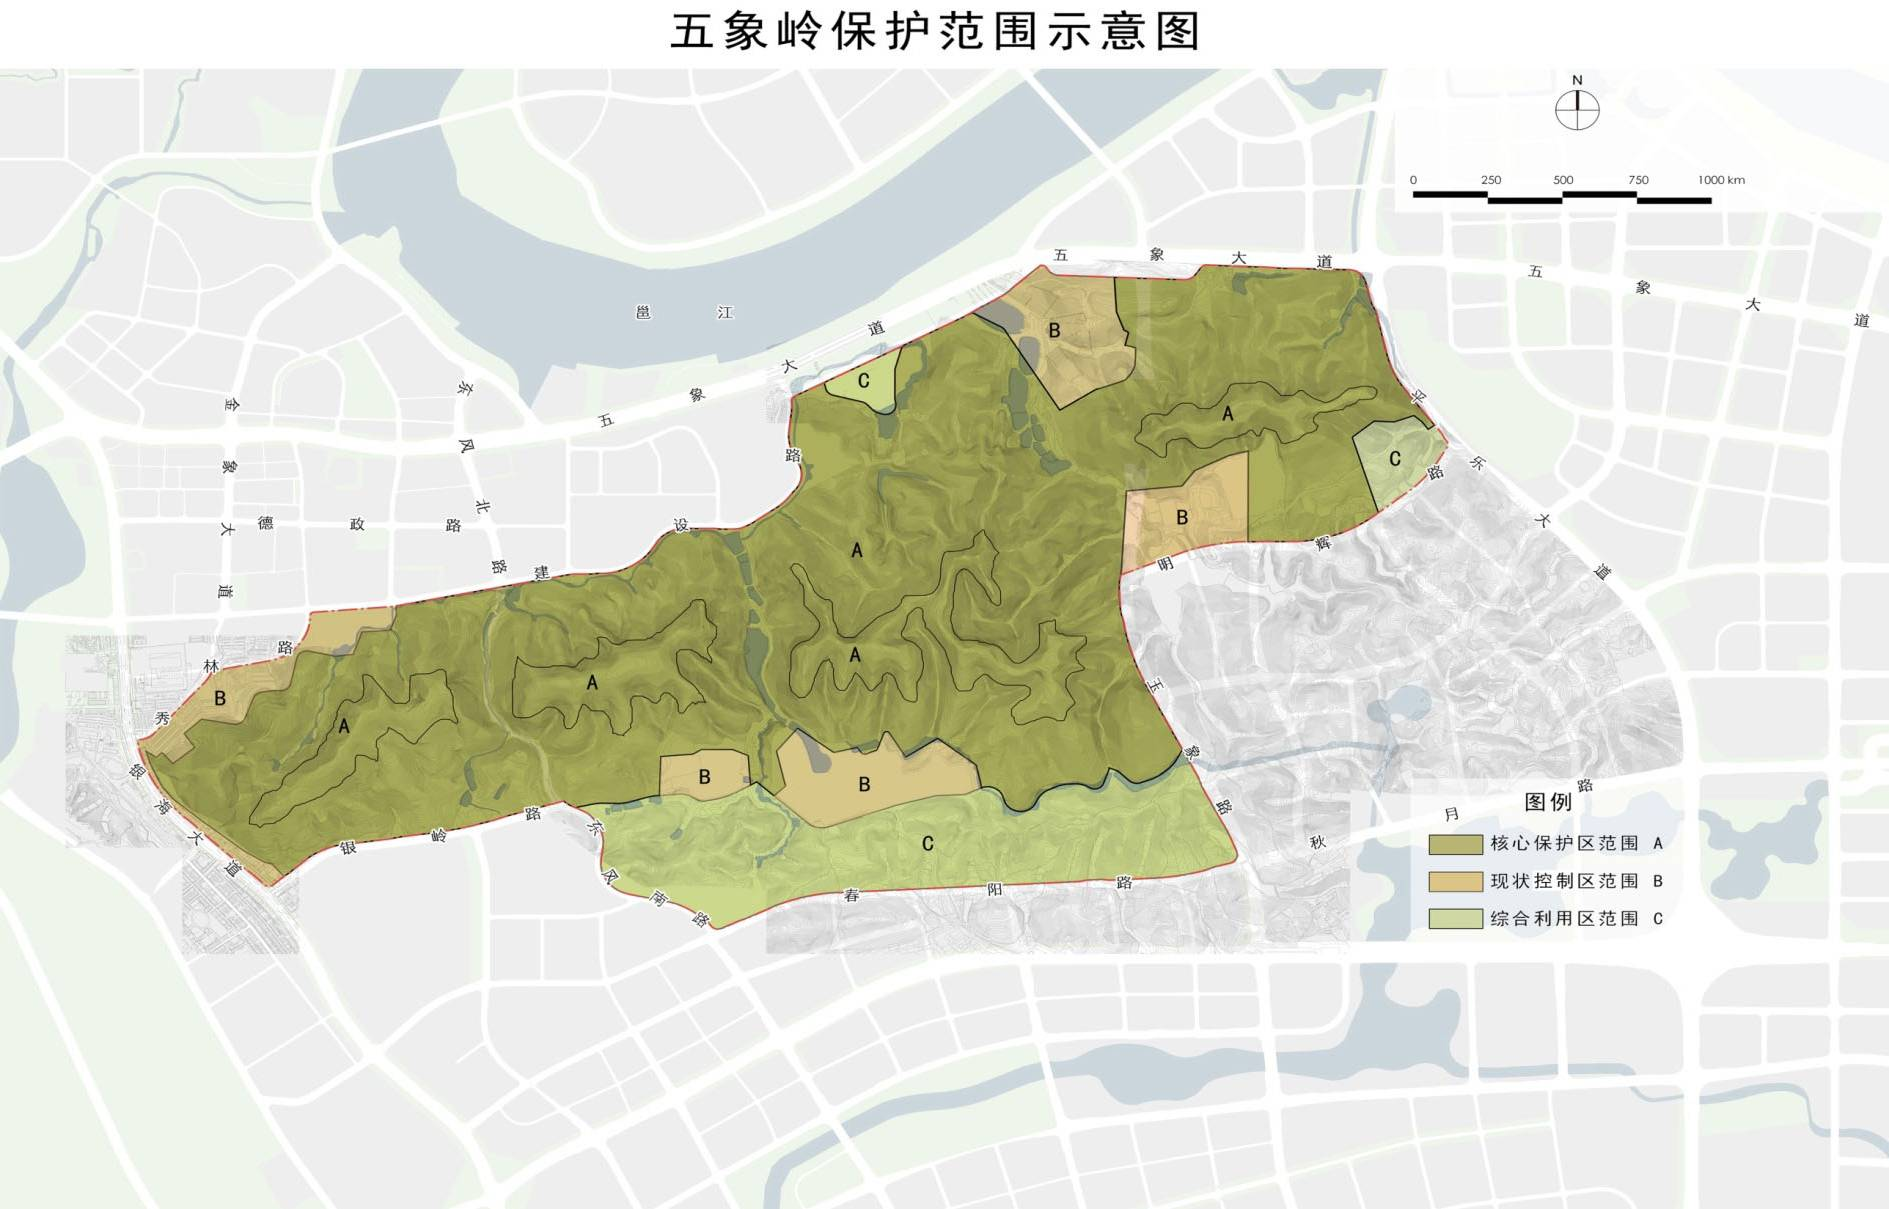 五象岭保护范围示意图
N
0 250 500 750 1000 km
五象大道
五象大道
邕江
五象大道
金象大道
东风北路
德政路
建设路
平乐大道
明辉路
玉象路
秀林路
银海大道
银岭路
东风南路
春阳路
秋月路
B
C
A
C
B
A
A
A
B
A
B
B
C
图例
核心保护区范围 A
现状控制区范围 B
综合利用区范围 C